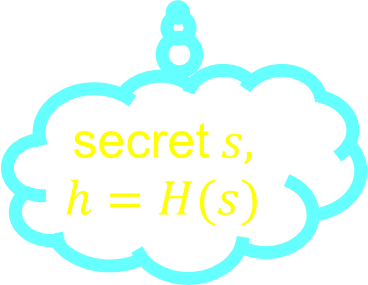 secret s,
h = H(s)